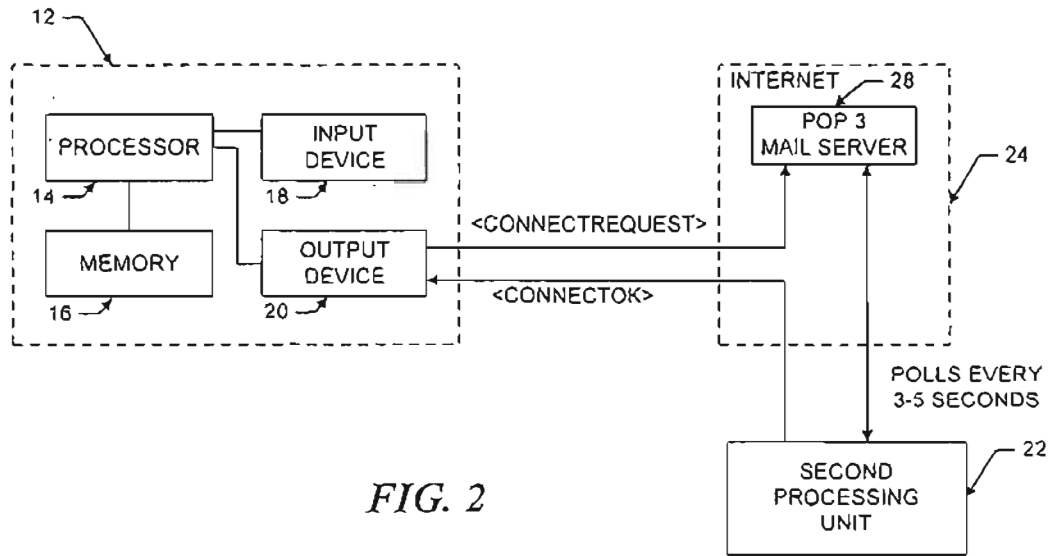 12
INTERNET
28
PROCESSOR
INPUT
DEVICE
POP 3
MAIL SERVER
24
14
18
<CONNECTREQUEST>
MEMORY
OUTPUT
DEVICE
<CONNECTOK>
16
20
POLLS EVERY
3-5 SECONDS
22
SECOND
PROCESSING
UNIT
FIG. 2